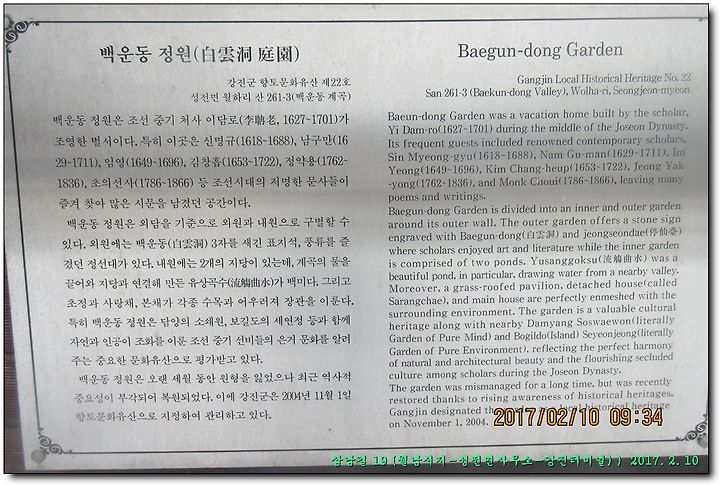 백운동 정원(白雲洞 庭園)
강진군 향토문화유산 제22호
성전면 월하리 산 261-3(백운동 계곡)
백운동 정원은 조선 중기 처사 이담로(李聃老, 1627~1701)가
조영한 별서이다. 특히 이곳은 신명규(1618~1688), 남구만(16
29~1711), 임영(1649~1696), 김창흡(1653~1722), 정약용(1762~
1836), 초의선사(1786~1866) 등 조선시대의 저명한 문사들이
즐겨 찾아 많은 시문을 남겼던 공간이다.
백운동 정원은 외담을 기준으로 외원과 내원으로 구별할 수
있다. 외원에는 백운동(白雲洞) 3자를 새긴 표지석, 풍류를 즐
겼던 정선대가 있다. 내원에는 2개의 지당이 있는데, 계곡의 물을
끌어와 지당과 연결해 만든 유상곡수(流觴曲水)가 백미다. 그리고
초정과 사랑채, 본채가 각종 수목과 어우러져 장관을 이룬다.
특히 백운동 정원은 담양의 소쇄원, 보길도의 세연정 등과 함께
자연과 인공이 조화를 이룬 조선 중기 선비들의 은거 문화를 알려
주는 중요한 문화유산으로 평가받고 있다.
백운동 정원은 오랜 세월 동안 원형을 잃었으나 최근 역사적
중요성이 부각되어 복원되었다. 이에 강진군은 2004년 11월 1일
향토문화유산으로 지정하여 관리하고 있다.
Baegun-dong Garden
Gangjin Local Historical Heritage No. 22
San 261-3 (Baekun-dong Valley), Wolha-ri, Seongjeon-myeon
Baeun-dong Garden was a vacation home built by the scholar,
Yi Dam-ro(1627~1701) during the middle of the Joseon Dynasty.
Its frequent guests included renowned contemporary scholars,
Sin Myeong-gyu(1618~1688), Nam Gu-man(1629~1711), Im
Yeong(1649~1696), Kim Chang-heup(1653~1722), Jeong Yak
-yong(1762~1836), and Monk Choui(1786~1866), leaving many
poems and writings.
Baegun-dong Garden is divided into an inner and outer garden
around its outer wall. The outer garden offers a stone sign
engraved with Baegun-dong(白雲洞) and jeongseondae(停仙臺)
where scholars enjoyed art and literature while the inner garden
is comprised of two ponds. Yusanggoksu(流觴曲水) was a
beautiful pond, in particular, drawing water from a nearby valley.
Moreover, a grass-roofed pavilion, detached house(called
Sarangchae), and main house are perfectly enmeshed with the
surrounding environment. The garden is a valuable cultural
heritage along with nearby Damyang Soswaewon(literally
Garden of Pure Mind) and Bogildo(Island) Seyeonjeong(literally
Garden of Pure Environment), reflecting the perfect harmony
of natural and architectural beauty and the flourishing secluded
culture among scholars during the Joseon Dynasty.
The garden was mismanaged for a long time, but was recently
restored thanks to rising awareness of historical heritages.
Gangjin designated the local historical heritage
on November 1, 2004.
2017/02/10 09:34
삼남길 19(월남사지-성전면사무소-강진터미널)) 2017. 2. 10